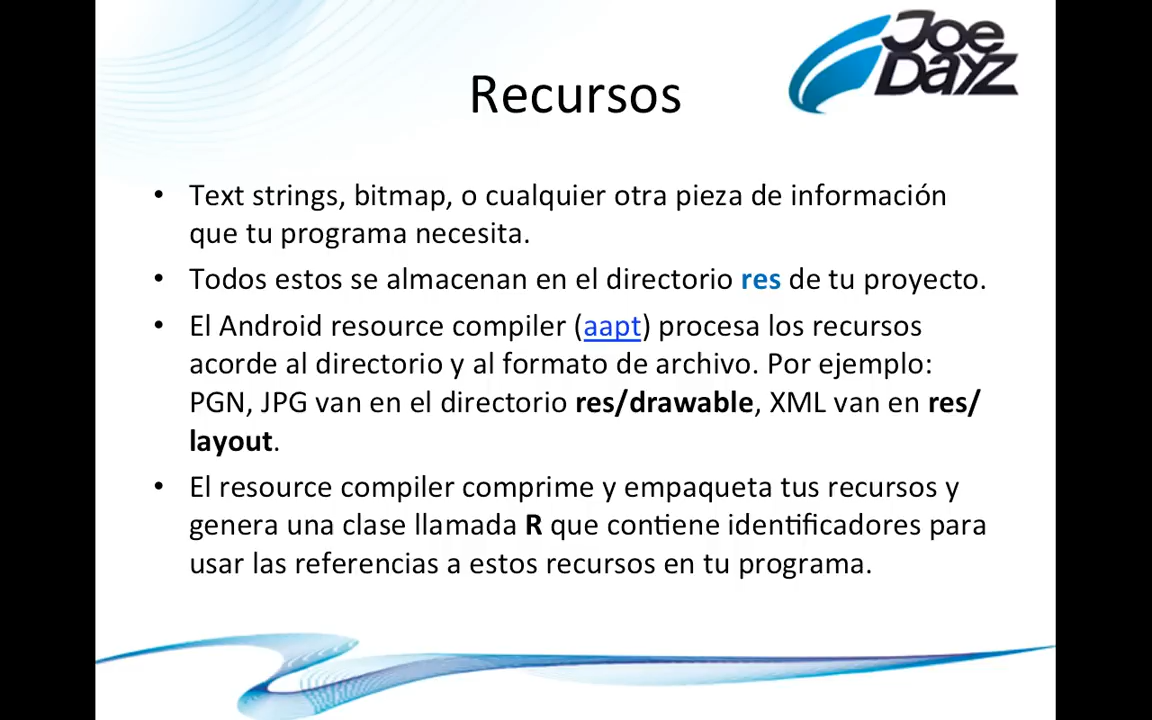 Joe
Dayz
Recursos
• Text strings, bitmap, o cualquier otra pieza de información
que tu programa necesita.
• Todos estos se almacenan en el directorio res de tu proyecto.
• El Android resource compiler (aapt) procesa los recursos
acorde al directorio y al formato de archivo. Por ejemplo:
PGN, JPG van en el directorio res/drawable, XML van en res/
layout.
• El resource compiler comprime y empaqueta tus recursos y
genera una clase llamada R que contiene identificadores para
usar las referencias a estos recursos en tu programa.